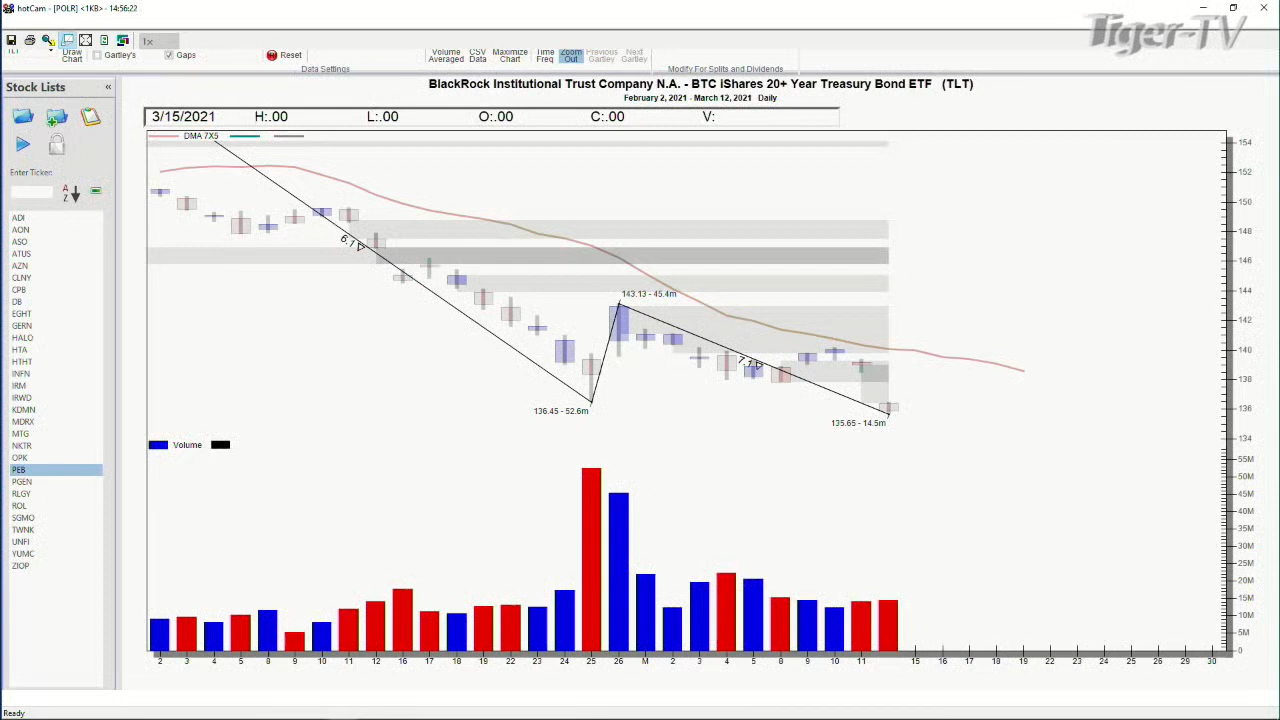 hotCam - [POLR] <1KB> - 14:56:22
Tiger-TV
TLT
Draw Chart
Gartley's
Gaps
Reset
Volume Averaged
CSV Data
Maximize Chart
Time Freq
Zoom Out
Previous Gartley
Next Gartley
Data Settings
Modify For Splits and Dividends
Stock Lists «
BlackRock Institutional Trust Company N.A. - BTC iShares 20+ Year Treasury Bond ETF (TLT)
February 2, 2021 - March 12, 2021 Daily
3/15/2021 H:.00 L:.00 O:.00 C:.00 V:
DMA 7X5
Enter Ticker:
A
Z
ADI
AON
ASO
ATUS
AZN
CLNY
CPB
DB
EGHT
GERN
HALO
HTA
HTHT
INFN
IRM
IRWD
KDMN
MDRX
MTG
NKTR
OPK
PEB
PGEN
RLGY
ROL
SGMO
TWNK
UNFI
YUMC
ZIOP
6.1
143.13 - 45.4m
7.1
136.45 - 52.6m
135.65 - 14.5m
154
152
150
148
146
144
142
140
138
136
134
Volume
55M
50M
45M
40M
35M
30M
25M
20M
15M
10M
5M
0
2 3 4 5 8 9 10 11 12 16 17 18 19 22 23 24 25 26 M 2 3 4 5 8 9 10 11 15 16 17 18 19 22 23 24 25 26 29 30
Ready